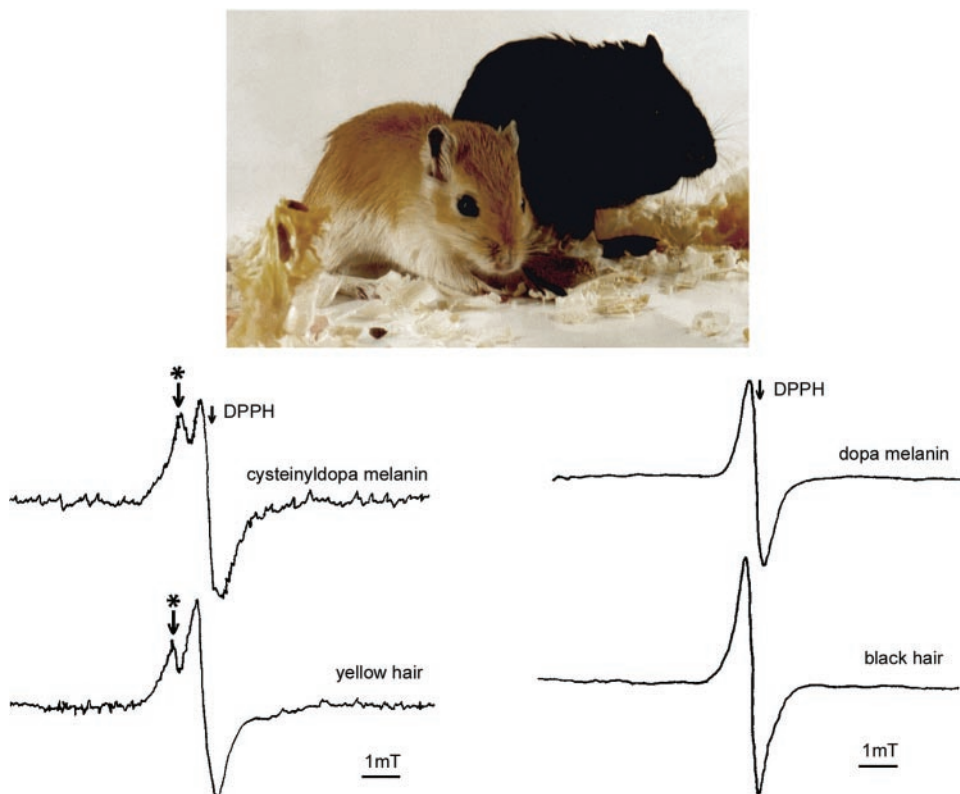 *
DPPH
cysteinyldopa melanin
*
yellow hair
1mT
DPPH
dopa melanin
black hair
1mT